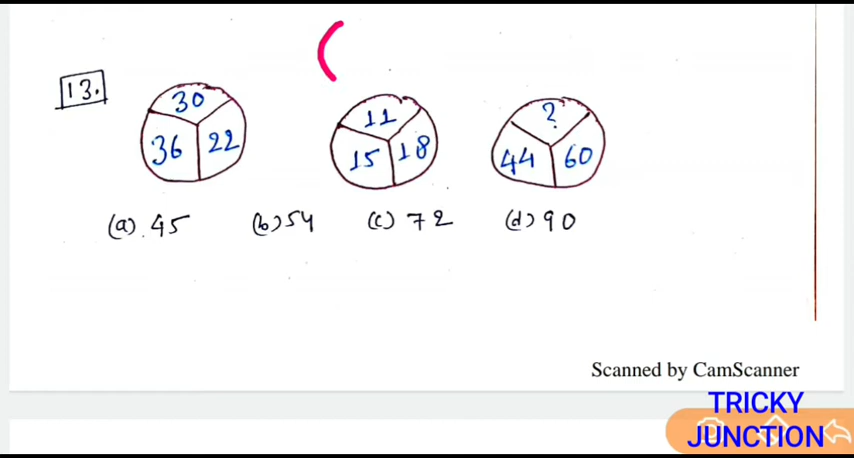 13.
30
36 22
11
15 18
?
44 60
(a). 45 (b) 54 (c) 72 (d) 90
Scanned by CamScanner
TRICKY
JUNCTION